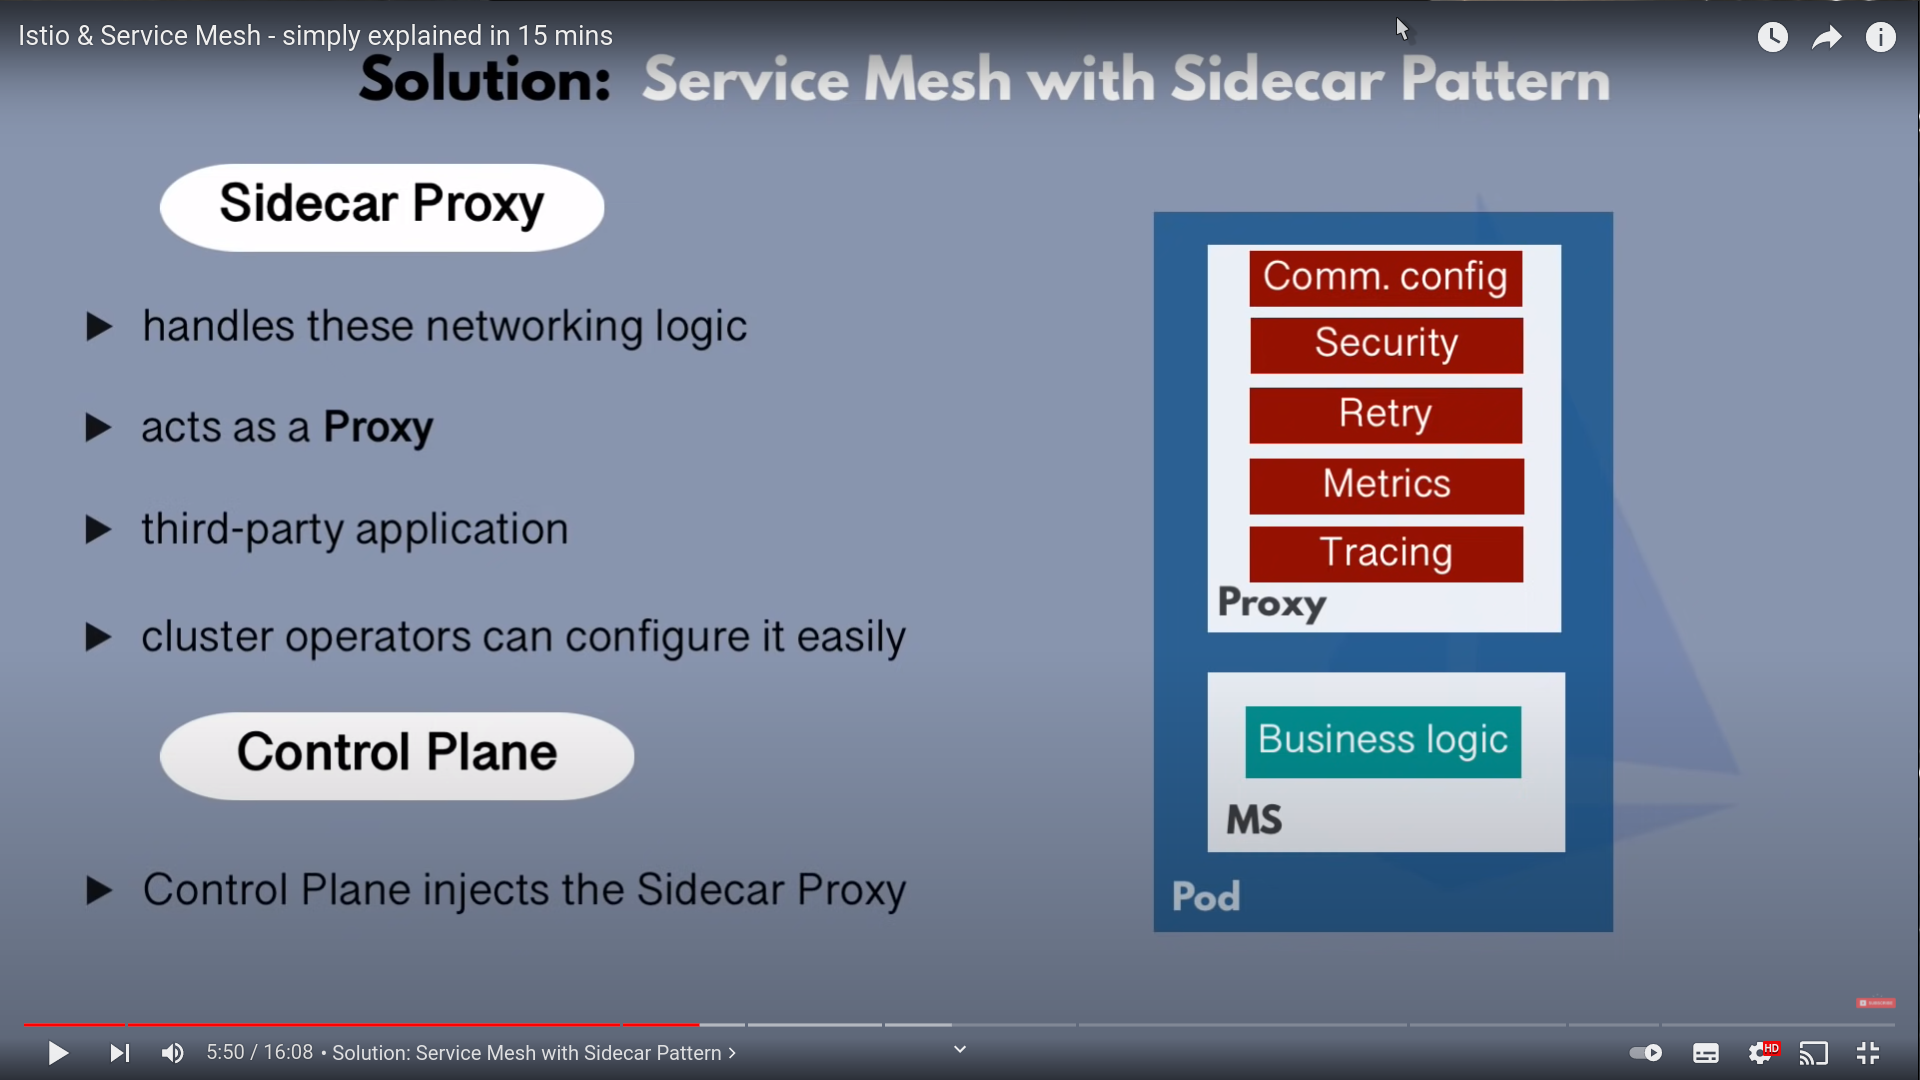 Istio & Service Mesh - simply explained in 15 mins
Solution: Service Mesh with Sidecar Pattern
Sidecar Proxy
handles these networking logic
acts as a Proxy
third-party application
cluster operators can configure it easily
Control Plane
Control Plane injects the Sidecar Proxy
Comm. config
Security
Retry
Metrics
Tracing
Proxy
Business logic
MS
Pod
SUBSCRIBE
5:50 / 16:08 • Solution: Service Mesh with Sidecar Pattern
HD